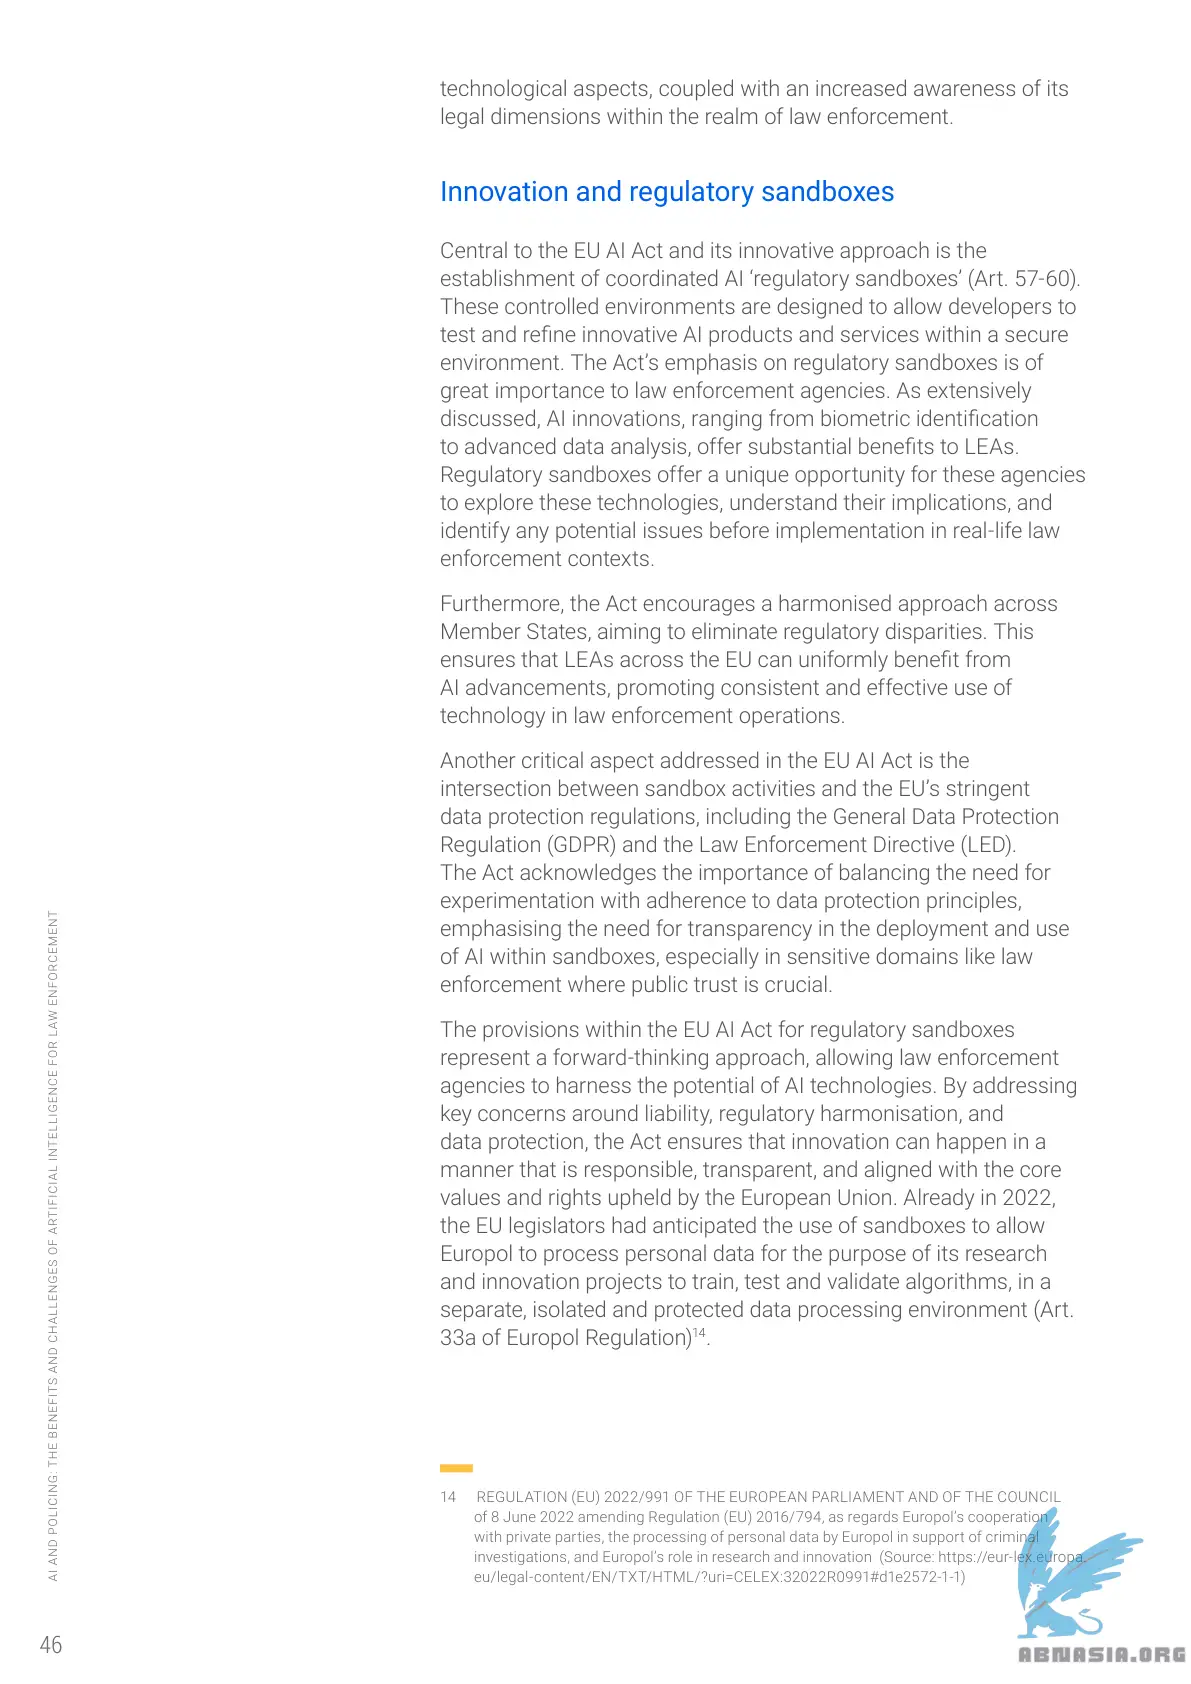 technological aspects, coupled with an increased awareness of its
legal dimensions within the realm of law enforcement.
Innovation and regulatory sandboxes
Central to the EU AI Act and its innovative approach is the
establishment of coordinated AI ‘regulatory sandboxes’ (Art. 57-60).
These controlled environments are designed to allow developers to
test and refine innovative AI products and services within a secure
environment. The Act’s emphasis on regulatory sandboxes is of
great importance to law enforcement agencies. As extensively
discussed, AI innovations, ranging from biometric identification
to advanced data analysis, offer substantial benefits to LEAs.
Regulatory sandboxes offer a unique opportunity for these agencies
to explore these technologies, understand their implications, and
identify any potential issues before implementation in real-life law
enforcement contexts.
Furthermore, the Act encourages a harmonised approach across
Member States, aiming to eliminate regulatory disparities. This
ensures that LEAs across the EU can uniformly benefit from
AI advancements, promoting consistent and effective use of
technology in law enforcement operations.
Another critical aspect addressed in the EU AI Act is the
intersection between sandbox activities and the EU’s stringent
data protection regulations, including the General Data Protection
Regulation (GDPR) and the Law Enforcement Directive (LED).
The Act acknowledges the importance of balancing the need for
experimentation with adherence to data protection principles,
emphasising the need for transparency in the deployment and use
of AI within sandboxes, especially in sensitive domains like law
enforcement where public trust is crucial.
The provisions within the EU AI Act for regulatory sandboxes
represent a forward-thinking approach, allowing law enforcement
agencies to harness the potential of AI technologies. By addressing
key concerns around liability, regulatory harmonisation, and
data protection, the Act ensures that innovation can happen in a
manner that is responsible, transparent, and aligned with the core
values and rights upheld by the European Union. Already in 2022,
the EU legislators had anticipated the use of sandboxes to allow
Europol to process personal data for the purpose of its research
and innovation projects to train, test and validate algorithms, in a
separate, isolated and protected data processing environment (Art.
33a of Europol Regulation)14.
14 REGULATION (EU) 2022/991 OF THE EUROPEAN PARLIAMENT AND OF THE COUNCIL
of 8 June 2022 amending Regulation (EU) 2016/794, as regards Europol’s cooperation
with private parties, the processing of personal data by Europol in support of criminal
investigations, and Europol’s role in research and innovation (Source: https://eur-lex.europa.
eu/legal-content/EN/TXT/HTML/?uri=CELEX:32022R0991#d1e2572-1-1)
AI AND POLICING: THE BENEFITS AND CHALLENGES OF ARTIFICIAL INTELLIGENCE FOR LAW ENFORCEMENT
46
ABNASIA.ORG